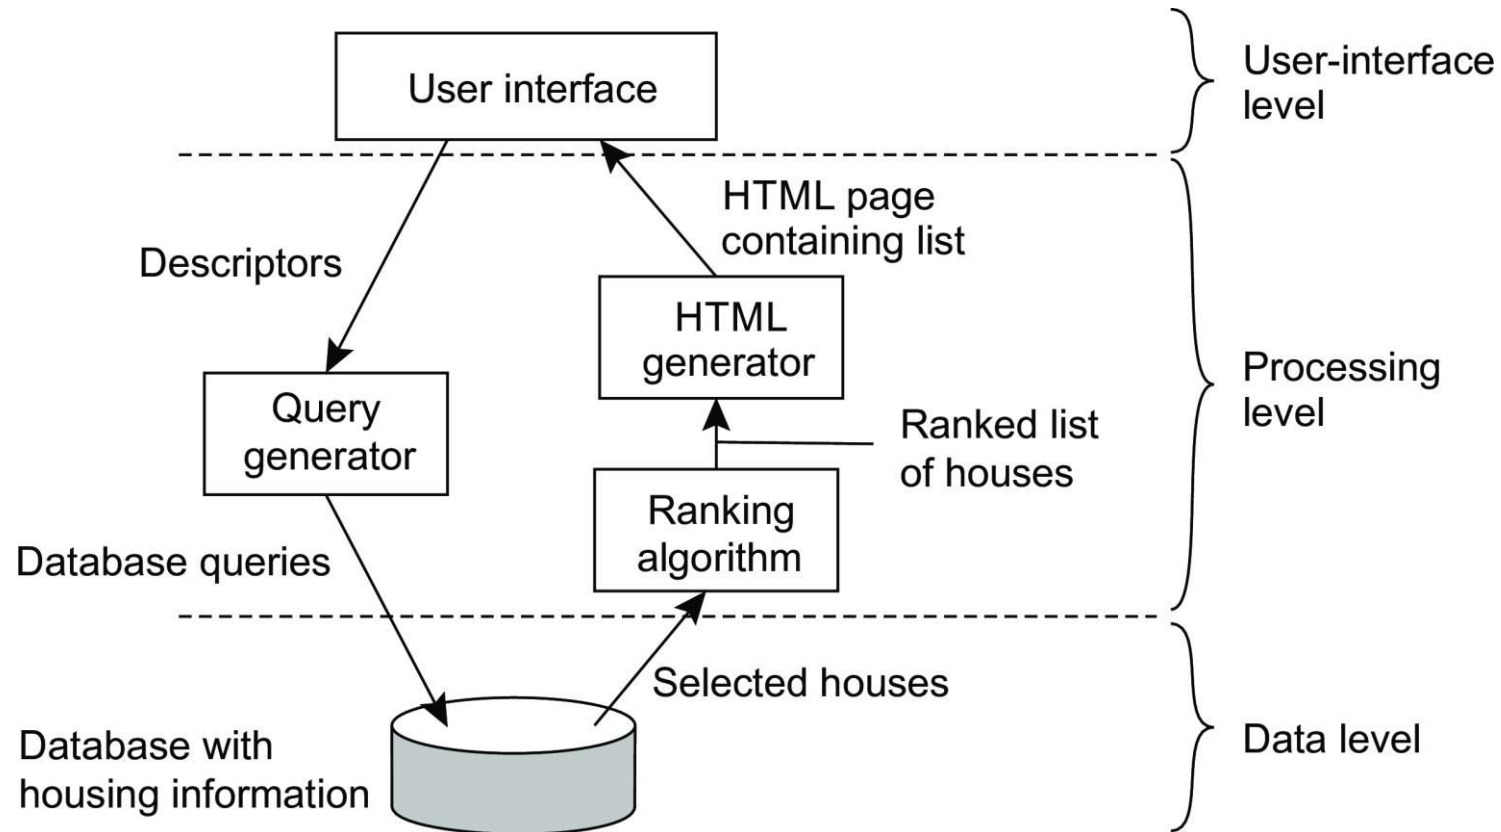 User interface
User-interface
level
HTML page
containing list
Descriptors
HTML
generator
Query
generator
Processing
level
Ranked list
of houses
Ranking
algorithm
Database queries
Selected houses
Database with
housing information
Data level